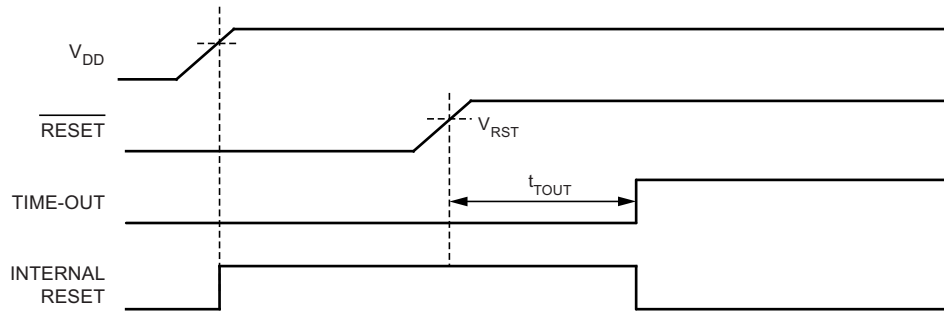 VDD
RESET
VRST
TIME-OUT
tTOUT
INTERNAL
RESET